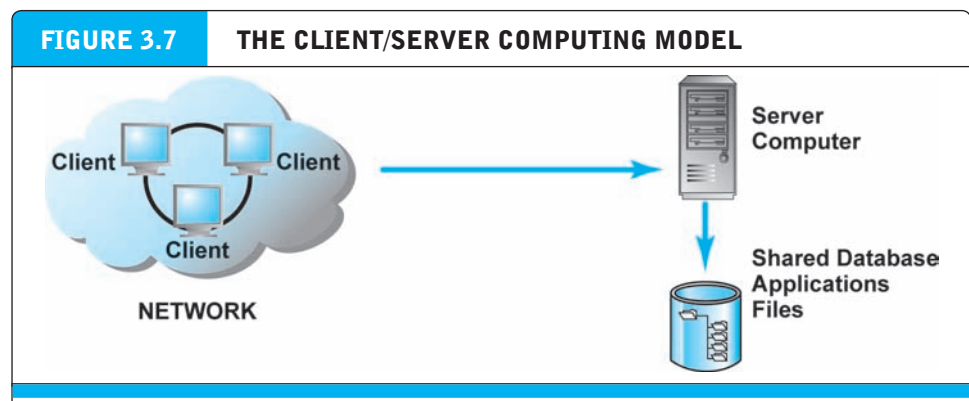 FIGURE 3.7
THE CLIENT/SERVER COMPUTING MODEL
Client
Client
Client
NETWORK
Server
Computer
Shared Database
Applications
Files